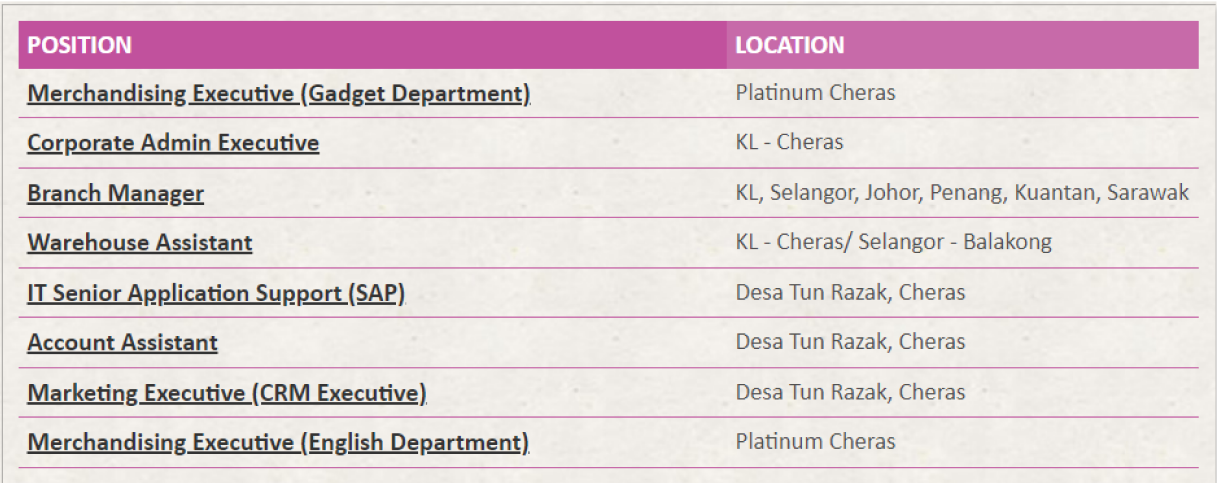 POSITION LOCATION
Merchandising Executive (Gadget Department) Platinum Cheras
Corporate Admin Executive KL - Cheras
Branch Manager KL, Selangor, Johor, Penang, Kuantan, Sarawak
Warehouse Assistant KL - Cheras/ Selangor - Balakong
IT Senior Application Support (SAP) Desa Tun Razak, Cheras
Account Assistant Desa Tun Razak, Cheras
Marketing Executive (CRM Executive) Desa Tun Razak, Cheras
Merchandising Executive (English Department) Platinum Cheras